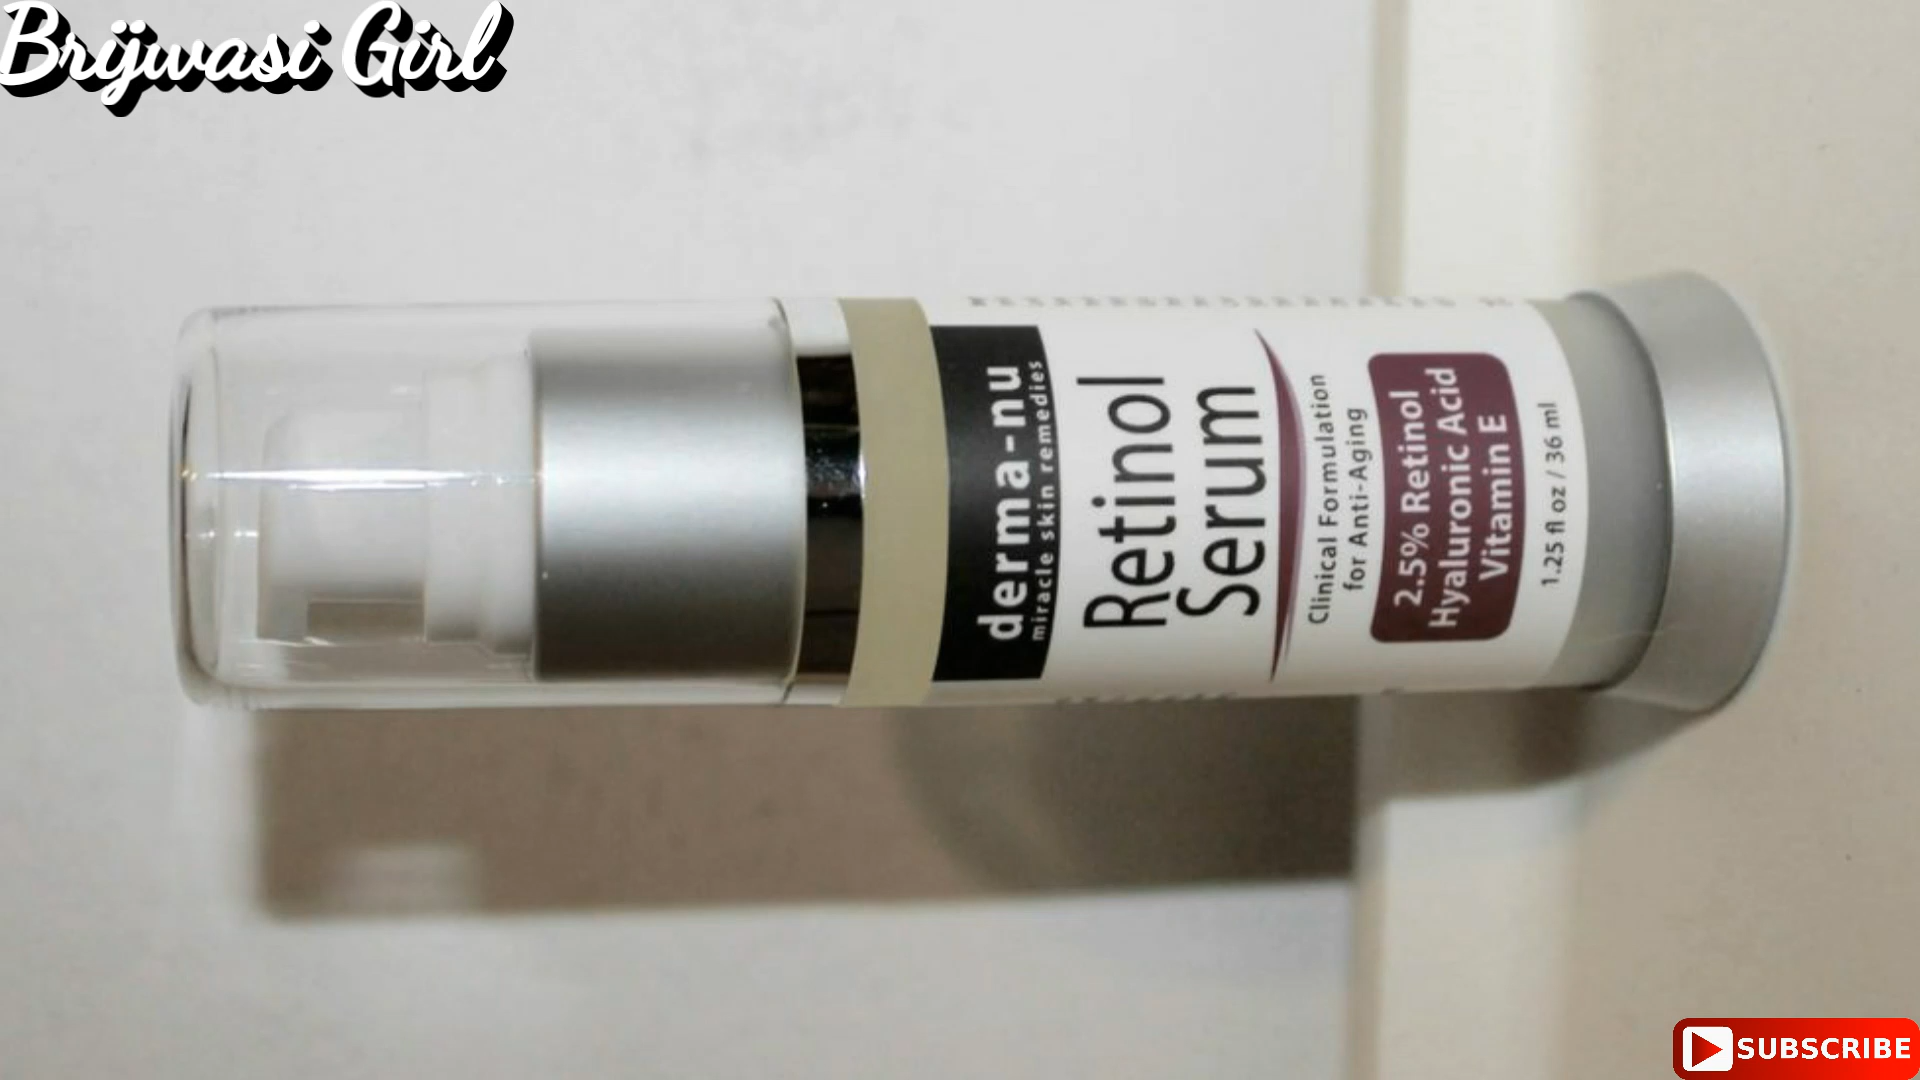 Brijwasi Girl
derma-nu
miracle skin remedies
Retinol
Serum
Clinical Formulation
for Anti-Aging
2.5% Retinol
Hyaluronic Acid
Vitamin E
1.25 fl oz / 36 ml
SUBSCRIBE